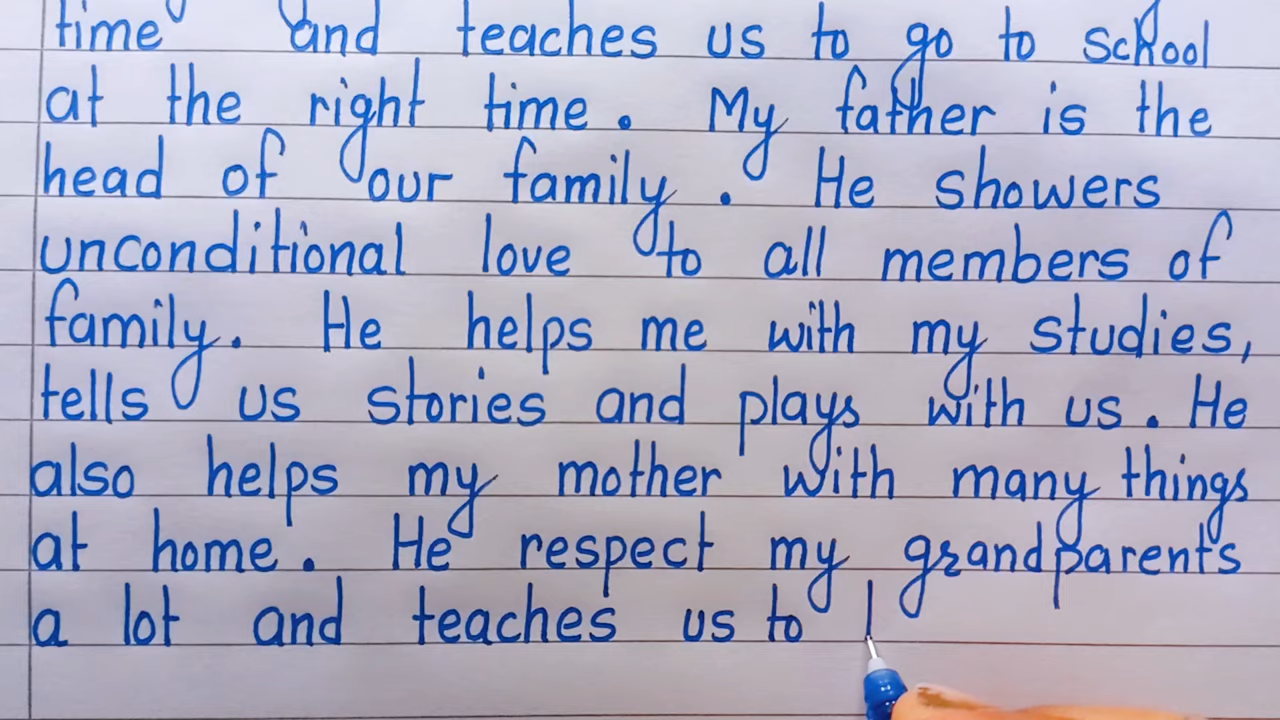 time and teaches us to go to school
at the right time. My father is the
head of our family. He showers
unconditional love to all members of
family. He helps me with my studies,
tells us stories and plays with us. He
also helps my mother with many things
at home. He respect my grandparents
a lot and teaches us to